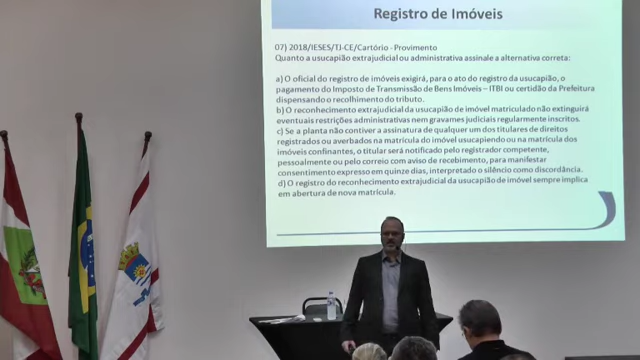 Registro de Imóveis
07) 2018/IESES/TJ-CE/Cartório - Provimento
Quanto a usucapião extrajudicial ou administrativa assinale a alternativa correta:
a) O oficial do registro de imóveis exigirá, para o ato do registro da usucapião, o
pagamento do Imposto de Transmissão de Bens Imóveis – ITBI ou certidão da Prefeitura
dispensando o recolhimento do tributo.
b) O reconhecimento extrajudicial da usucapião de imóvel matriculado não extinguirá
eventuais restrições administrativas nem gravames judiciais regularmente inscritos.
c) Se a planta não contiver a assinatura de qualquer um dos titulares de direitos
registrados ou averbados na matrícula do imóvel usucapiendo ou na matrícula dos
imóveis confinantes, o titular será notificado pelo registrador competente,
pessoalmente ou pelo correio com aviso de recebimento, para manifestar
consentimento expresso em quinze dias, interpretado o silêncio como discordância.
d) O registro do reconhecimento extrajudicial da usucapião de imóvel sempre implica
em abertura de nova matrícula.